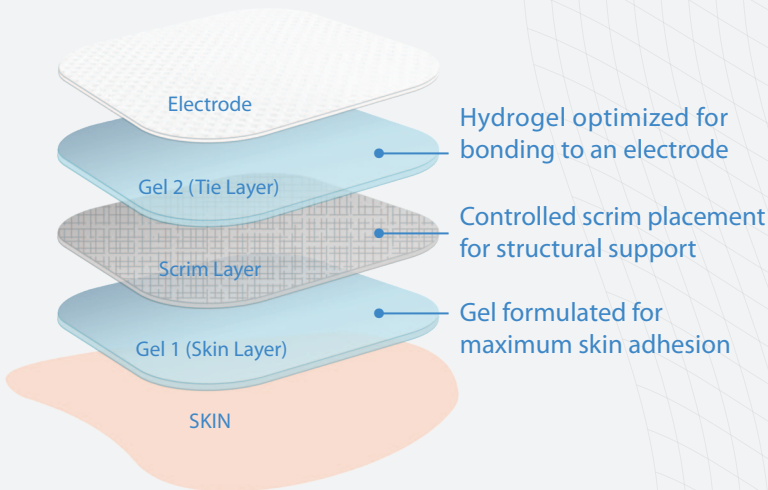 Electrode
Hydrogel optimized for
bonding to an electrode
Gel 2 (Tie Layer)
Controlled scrim placement
for structural support
Scrim Layer
Gel formulated for
maximum skin adhesion
Gel 1 (Skin Layer)
SKIN